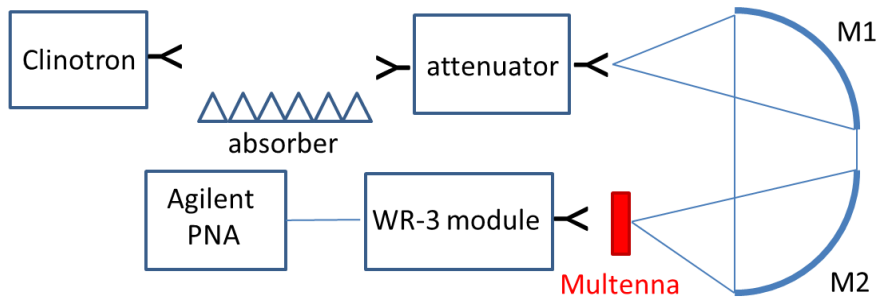 Clinotron
attenuator
M1
absorber
Agilent
PNA
WR-3 module
Multenna
M2